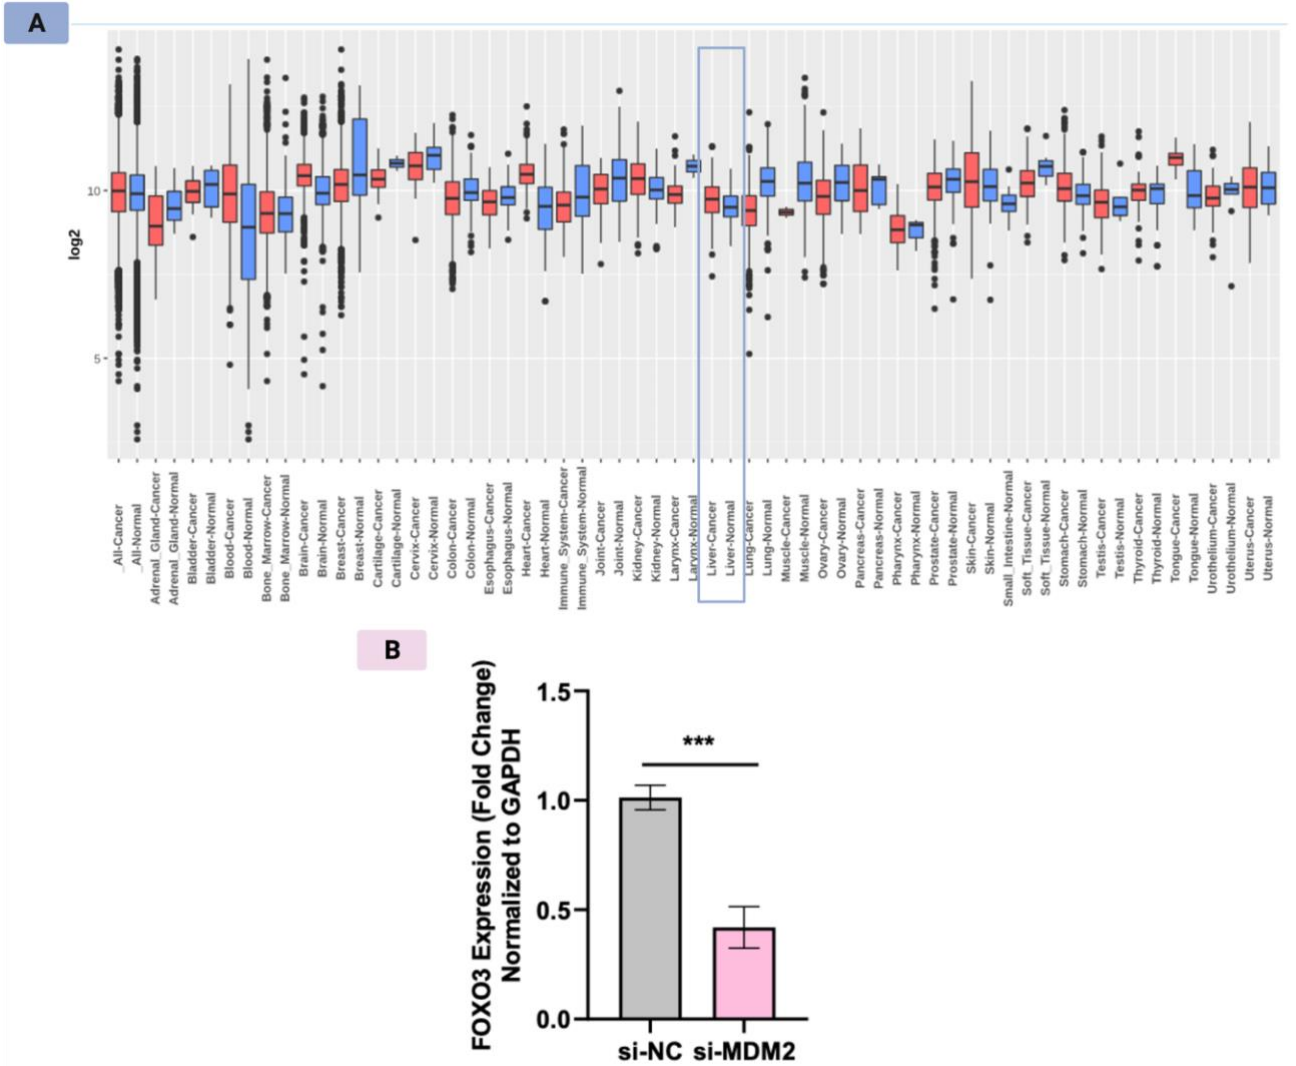 A
log2
10
5
_All-Cancer
_All-Normal
Adrenal_Gland-Cancer
Adrenal_Gland-Normal
Bladder-Cancer
Bladder-Normal
Blood-Cancer
Blood-Normal
Bone_Marrow-Cancer
Bone_Marrow-Normal
Brain-Cancer
Brain-Normal
Breast-Cancer
Breast-Normal
Cartilage-Cancer
Cartilage-Normal
Cervix-Cancer
Cervix-Normal
Colon-Cancer
Colon-Normal
Esophagus-Cancer
Esophagus-Normal
Heart-Cancer
Heart-Normal
Immune_System-Cancer
Immune_System-Normal
Joint-Cancer
Joint-Normal
Kidney-Cancer
Kidney-Normal
Larynx-Cancer
Larynx-Normal
Liver-Cancer
Liver-Normal
Lung-Cancer
Lung-Normal
Muscle-Cancer
Muscle-Normal
Ovary-Cancer
Ovary-Normal
Pancreas-Cancer
Pancreas-Normal
Pharynx-Cancer
Pharynx-Normal
Prostate-Cancer
Prostate-Normal
Skin-Cancer
Skin-Normal
Small_Intestine-Normal
Soft_Tissue-Cancer
Soft_Tissue-Normal
Stomach-Cancer
Stomach-Normal
Testis-Cancer
Testis-Normal
Thyroid-Cancer
Thyroid-Normal
Tongue-Cancer
Tongue-Normal
Urothelium-Cancer
Urothelium-Normal
Uterus-Cancer
Uterus-Normal
B
FOXO3 Expression (Fold Change)
Normalized to GAPDH
1.5
1.0
0.5
0.0
***
si-NC si-MDM2